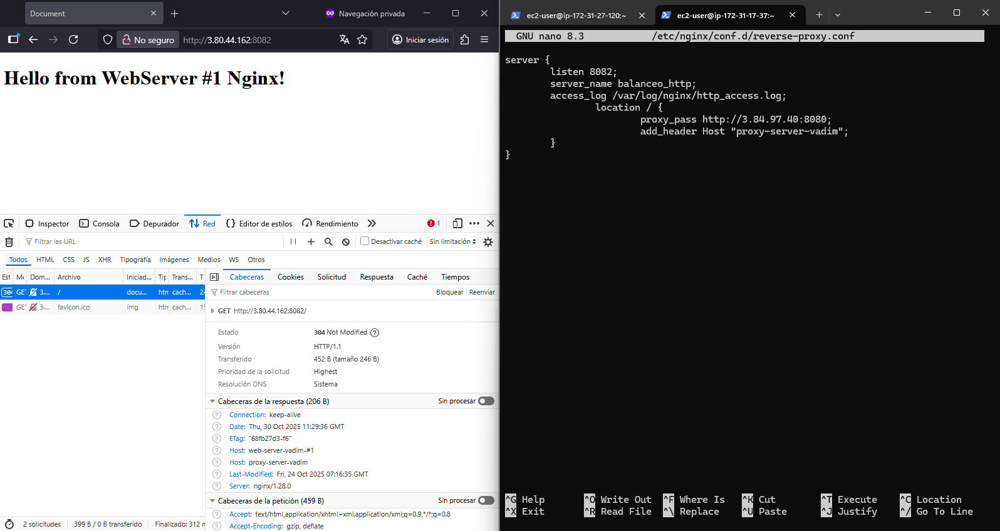 Document
Navegación privada
No seguro
http://3.80.44.162:8082
Iniciar sesión
Hello from WebServer #1 Nginx!
Inspector
Consola
Depurador
Red
Editor de estilos
Rendimiento
1
Filtrar las URL
Desactivar caché
Sin limitación
Todos
HTML
CSS
JS
XHR
Tipografía
Imágenes
Medios
WS
Otros
Est
Me
Dom...
Archivo
Iniciad...
Tip
Trans...
T
304
GET
3....
/
docu...
htm
cach...
24
GET
3....
favicon.ico
img
htm
cach...
15
Cabeceras
Cookies
Solicitud
Respuesta
Caché
Tiempos
Filtrar cabeceras
Bloquear
Reenviar
GET http://3.80.44.162:8082/
Estado 304 Not Modified
Versión HTTP/1.1
Transferido 452 B (tamaño 246 B)
Prioridad de la solicitud Highest
Resolución DNS Sistema
Cabeceras de la respuesta (206 B) Sin procesar
Connection: keep-alive
Date: Thu, 30 Oct 2025 11:29:36 GMT
ETag: "68fb27d3-f6"
Host: web-server-vadim-#1
Host: proxy-server-vadim
Last-Modified: Fri, 24 Oct 2025 07:16:35 GMT
Server: nginx/1.28.0
Cabeceras de la petición (459 B) Sin procesar
Accept: text/html,application/xhtml+xml,application/xml;q=0.9,*/*;q=0.8
Accept-Encoding: gzip, deflate
2 solicitudes
399 B / 0 B transferido
Finalizado: 312 m
ec2-user@ip-172-31-27-120:~
ec2-user@ip-172-31-17-37:~
GNU nano 8.3 /etc/nginx/conf.d/reverse-proxy.conf
server {
listen 8082;
server_name balanceo_http;
access_log /var/log/nginx/http_access.log;
location / {
proxy_pass http://3.84.97.40:8080;
add_header Host "proxy-server-vadim";
}
}
^G Help ^O Write Out ^F Where Is ^K Cut ^T Execute ^C Location
^X Exit ^R Read File ^\ Replace ^U Paste ^J Justify ^/ Go To Line